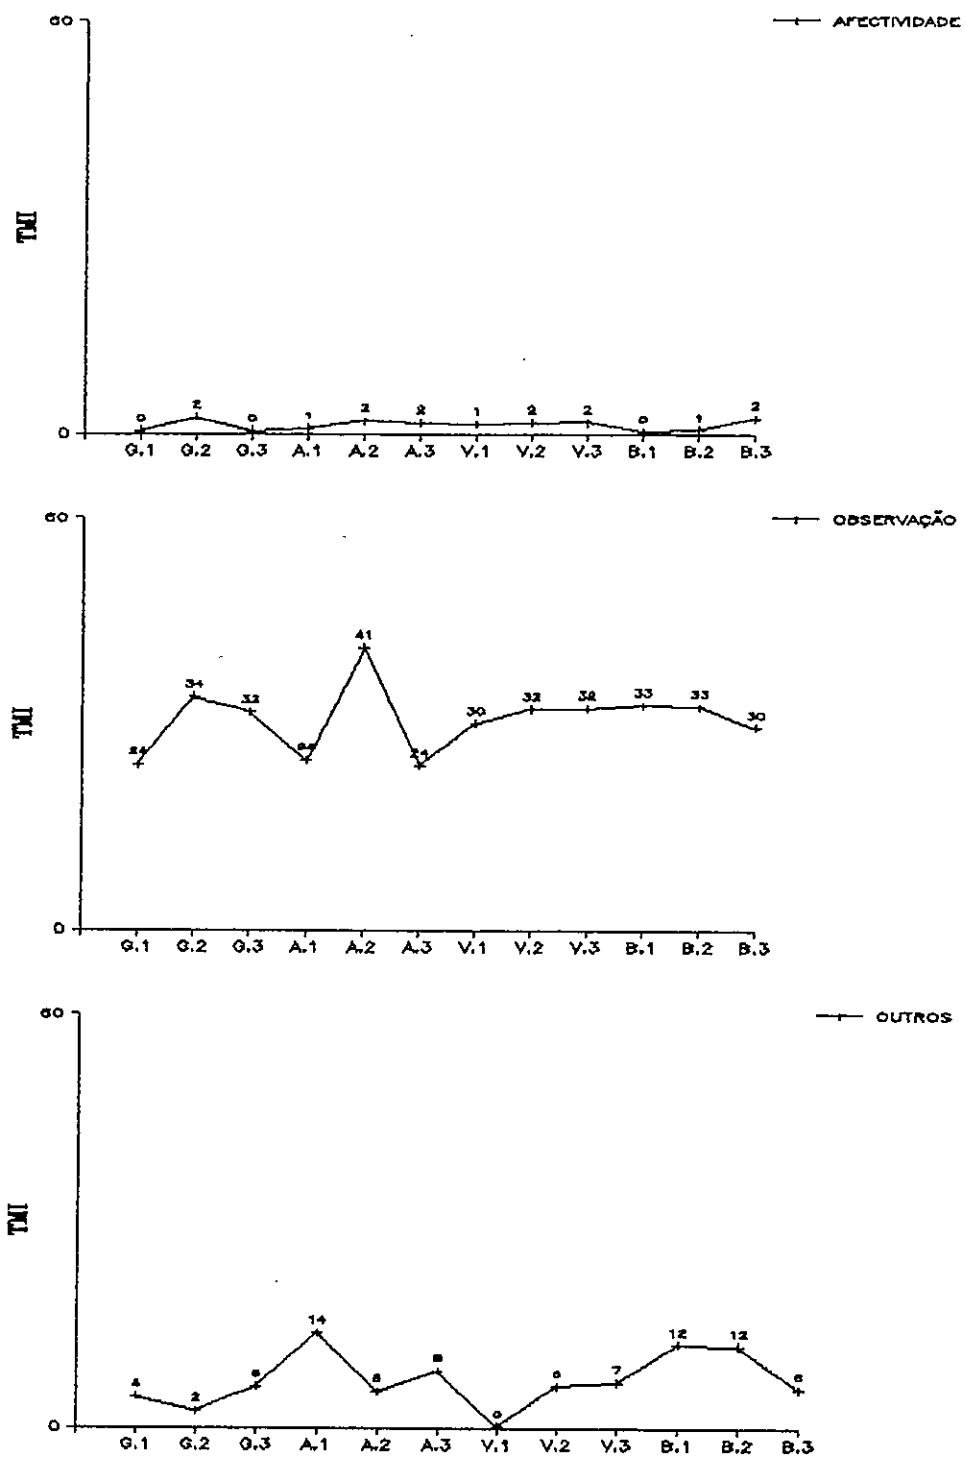 60
AFECTIVIDADE
TMI
0 2 0 1 2 2 1 2 2 0 1 2
0
G.1 G.2 G.3 A.1 A.2 A.3 V.1 V.2 V.3 B.1 B.2 B.3
60
OBSERVAÇÃO
TMI
24 34 32 41 24 30 32 32 33 33 30
0
G.1 G.2 G.3 A.1 A.2 A.3 V.1 V.2 V.3 B.1 B.2 B.3
60
OUTROS
TMI
4 2 14 8 0 6 7 12 12
0
G.1 G.2 G.3 A.1 A.2 A.3 V.1 V.2 V.3 B.1 B.2 B.3